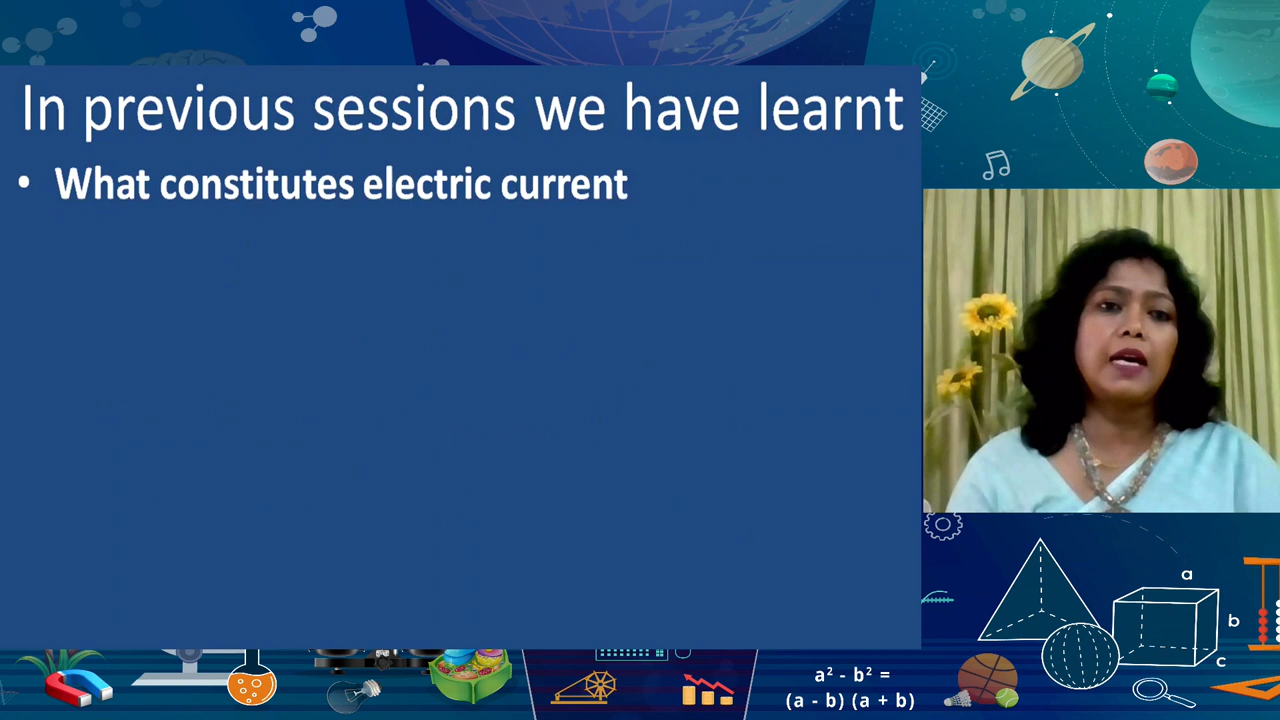 In previous sessions we have learnt
• What constitutes electric current
a
b
c
a² - b² =
(a - b) (a + b)